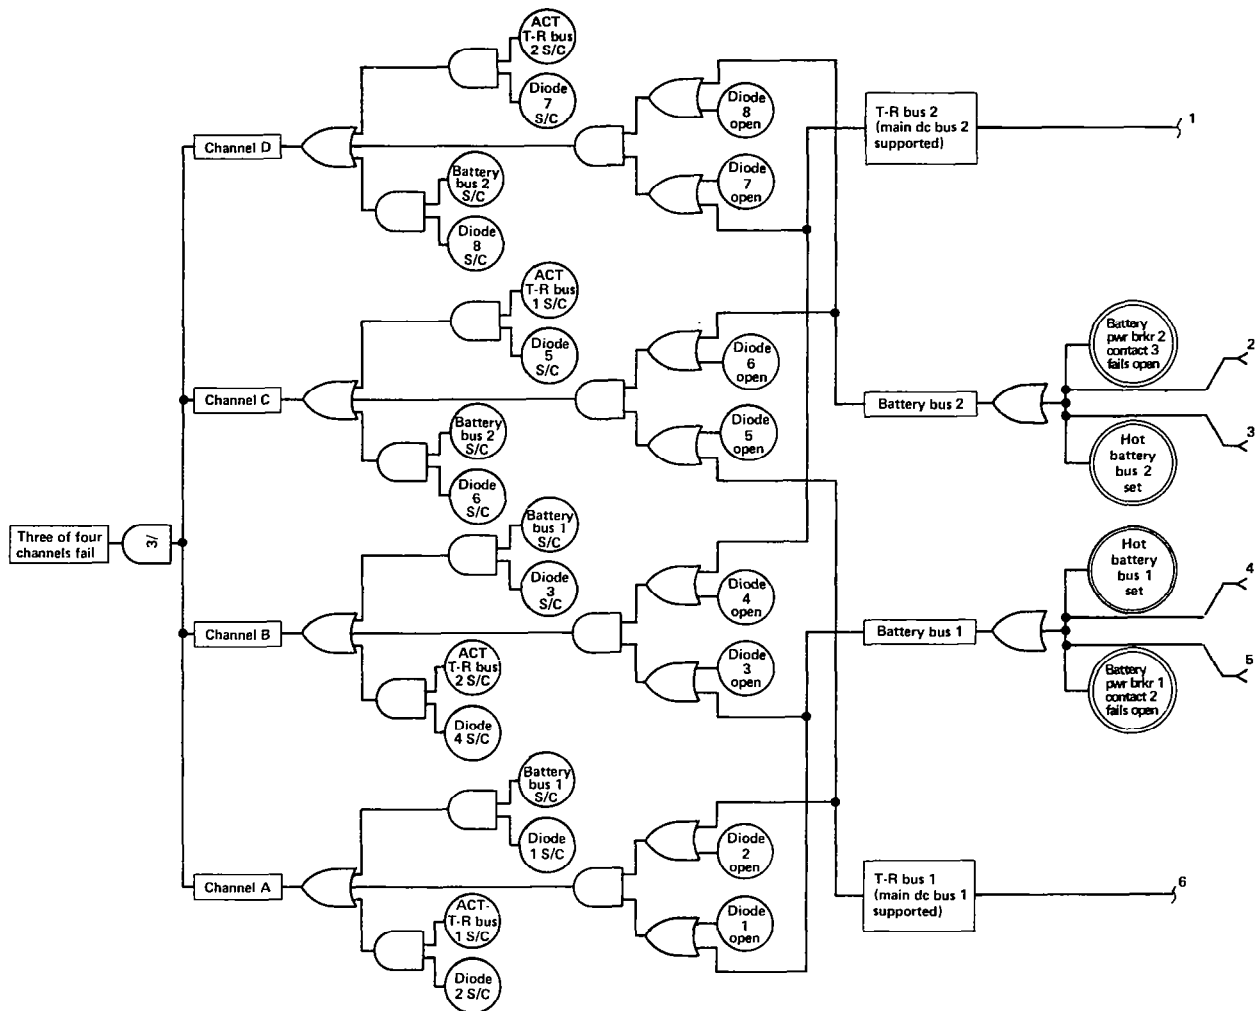 ACT
T-R bus
2 S/C
Diode
7
S/C
Diode
8
open
T-R bus 2
(main dc bus 2
supported)
1
Channel D
Battery
bus 2
S/C
Diode
7
open
Diode
8
S/C
ACT
T-R bus
1 S/C
Diode
5
S/C
Diode
6
open
Battery
pwr brkr 2
contact 3
fails open
2
Channel C
Battery bus 2
Battery
bus 2
S/C
Diode
5
open
3
Hot
battery
bus 2
set
Diode
6
S/C
Battery
bus 1
S/C
Three of four
channels fail
3/
Diode
3
S/C
Diode
4
open
Hot
battery
bus 1
set
4
Channel B
Battery bus 1
ACT
T-R bus
2 S/C
Diode
3
open
Battery
pwr brkr 1
contact 2
fails open
5
Diode
4 S/C
Battery
bus 1
S/C
Diode
1 S/C
Diode
2
open
Channel A
T-R bus 1
(main dc bus 1
supported)
6
ACT-
T-R bus
1 S/C
Diode
1
open
Diode
2 S/C